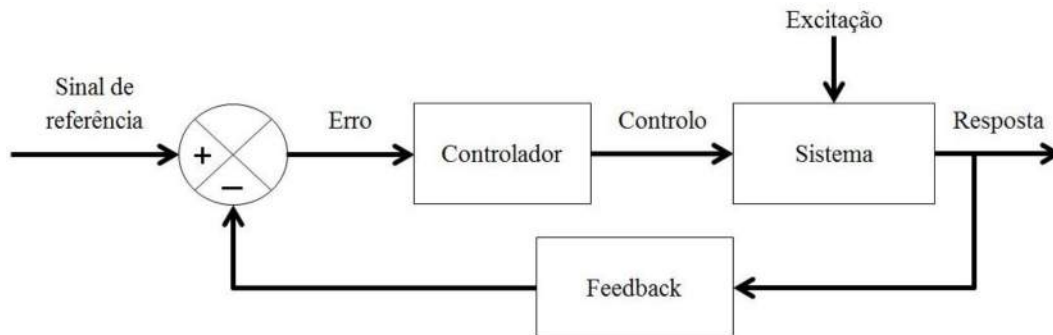 Excitação
Sinal de
referência
Erro
Controlo
Resposta
+
Controlador
Sistema
−
Feedback